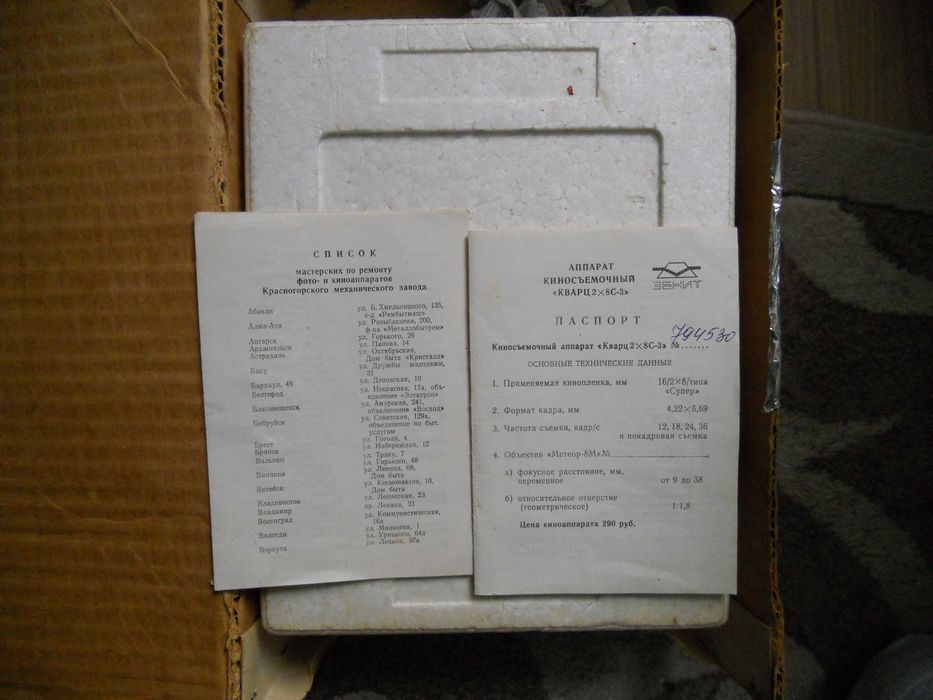 СПИСОК
мастерских по ремонту
фото- и киноаппаратов
Красногорского механического завода
Абакан ул. Б. Хмельницкого, 135,
в-д «Рембытмаш»
Алма-Ата ул. Розыбакиева, 200,
ф-ка «Металлобытрем»
Ангарск ул. Горького, 26
Архангельск ул. Попова, 14
Астрахань ул. Октябрьская,
Дом быта «Кристалл»
Баку ул. Дружбы молодежи,
31
Барнаул, 49 ул. Деповская, 10
Белгород ул. Некрасова, 17а, объ-
единение «Электрон»
Благовещенск ул. Амурская, 241,
объединение «Восход»
Бобруйск ул. Советская, 129а,
объединение по быт.
услугам
Брест ул. Гоголя, 4
Брянск ул. Набережная, 12
Вильнюс ул. Траку, 7
Винница ул. Горького, 48
ул. Ленина, 68,
Дом быта
Витебск ул. Космонавтов, 10,
Дом быта
Владивосток ул. Ленинская, 23
Владимир пр. Ленина, 21
Волгоград ул. Коммунистическая,
16а
Вологда ул. Мальцева, 1
ул. Урицкого, 64а
Воркута ул. Ленина, 37а
АППАРАТ
КИНОСЪЕМОЧНЫЙ
«КВАРЦ 2×8С-3»
ЗЕНИТ
ПАСПОРТ
Киносъемочный аппарат «Кварц 2×8С-3» № 794530
ОСНОВНЫЕ ТЕХНИЧЕСКИЕ ДАННЫЕ
1. Применяемая кинопленка, мм 16/2×8/типа
«Супер»
2. Формат кадра, мм 4,22×5,69
3. Частота съемки, кадр/с 12, 18, 24, 36
и покадровая съемка
4. Объектив «Метеор-8М» №
а) фокусное расстояние, мм,
переменное от 9 до 38
б) относительное отверстие
(геометрическое) 1:1,8
Цена киноаппарата 290 руб.